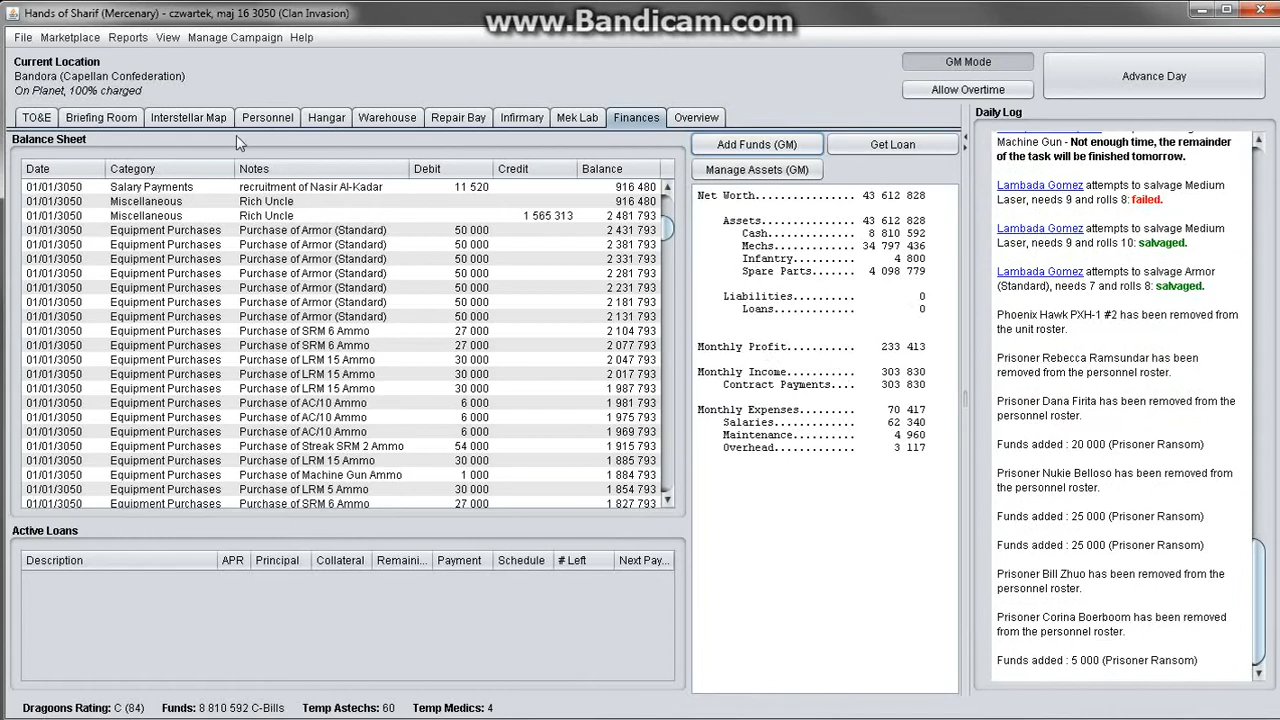 Hands of Sharif (Mercenary) - czwartek, maj 16 3050 (Clan Invasion)
www.Bandicam.com
File Marketplace Reports View Manage Campaign Help
Current Location
Bandora (Capellan Confederation)
On Planet, 100% charged
GM Mode
Allow Overtime
Advance Day
TO&E Briefing Room Interstellar Map Personnel Hangar Warehouse Repair Bay Infirmary Mek Lab Finances Overview
Balance Sheet
Date Category Notes Debit Credit Balance
01/01/3050 Salary Payments recruitment of Nasir Al-Kadar 11 520 916 480
01/01/3050 Miscellaneous Rich Uncle 916 480
01/01/3050 Miscellaneous Rich Uncle 1 565 313 2 481 793
01/01/3050 Equipment Purchases Purchase of Armor (Standard) 50 000 2 431 793
01/01/3050 Equipment Purchases Purchase of Armor (Standard) 50 000 2 381 793
01/01/3050 Equipment Purchases Purchase of Armor (Standard) 50 000 2 331 793
01/01/3050 Equipment Purchases Purchase of Armor (Standard) 50 000 2 281 793
01/01/3050 Equipment Purchases Purchase of Armor (Standard) 50 000 2 231 793
01/01/3050 Equipment Purchases Purchase of Armor (Standard) 50 000 2 181 793
01/01/3050 Equipment Purchases Purchase of Armor (Standard) 50 000 2 131 793
01/01/3050 Equipment Purchases Purchase of SRM 6 Ammo 27 000 2 104 793
01/01/3050 Equipment Purchases Purchase of SRM 6 Ammo 27 000 2 077 793
01/01/3050 Equipment Purchases Purchase of LRM 15 Ammo 30 000 2 047 793
01/01/3050 Equipment Purchases Purchase of LRM 15 Ammo 30 000 2 017 793
01/01/3050 Equipment Purchases Purchase of LRM 15 Ammo 30 000 1 987 793
01/01/3050 Equipment Purchases Purchase of AC/10 Ammo 6 000 1 981 793
01/01/3050 Equipment Purchases Purchase of AC/10 Ammo 6 000 1 975 793
01/01/3050 Equipment Purchases Purchase of AC/10 Ammo 6 000 1 969 793
01/01/3050 Equipment Purchases Purchase of Streak SRM 2 Ammo 54 000 1 915 793
01/01/3050 Equipment Purchases Purchase of LRM 15 Ammo 30 000 1 885 793
01/01/3050 Equipment Purchases Purchase of Machine Gun Ammo 1 000 1 884 793
01/01/3050 Equipment Purchases Purchase of LRM 5 Ammo 30 000 1 854 793
01/01/3050 Equipment Purchases Purchase of SRM 6 Ammo 27 000 1 827 793
Active Loans
Description APR Principal Collateral Remaini... Payment Schedule # Left Next Pay...
Add Funds (GM) Get Loan
Manage Assets (GM)
Net Worth............... 43 612 828
Assets............... 43 612 828
Cash.............. 8 810 592
Mechs............. 34 797 436
Infantry.......... 4 800
Spare Parts....... 4 098 779
Liabilities.......... 0
Loans............. 0
Monthly Profit.......... 233 413
Monthly Income.......... 303 830
Contract Payments.... 303 830
Monthly Expenses........ 70 417
Salaries............. 62 340
Maintenance.......... 4 960
Overhead............. 3 117
Daily Log
Machine Gun - Not enough time, the remainder
of the task will be finished tomorrow.
Lambada Gomez attempts to salvage Medium
Laser, needs 9 and rolls 8: failed.
Lambada Gomez attempts to salvage Medium
Laser, needs 9 and rolls 10: salvaged.
Lambada Gomez attempts to salvage Armor
(Standard), needs 7 and rolls 8: salvaged.
Phoenix Hawk PXH-1 #2 has been removed from
the unit roster.
Prisoner Rebecca Ramsundar has been
removed from the personnel roster.
Prisoner Dana Firita has been removed from the
personnel roster.
Funds added : 20 000 (Prisoner Ransom)
Prisoner Nukie Belloso has been removed from
the personnel roster.
Funds added : 25 000 (Prisoner Ransom)
Funds added : 25 000 (Prisoner Ransom)
Prisoner Bill Zhuo has been removed from the
personnel roster.
Prisoner Corina Boerboom has been removed
from the personnel roster.
Funds added : 5 000 (Prisoner Ransom)
Dragoons Rating: C (84) Funds: 8 810 592 C-Bills Temp Astechs: 60 Temp Medics: 4